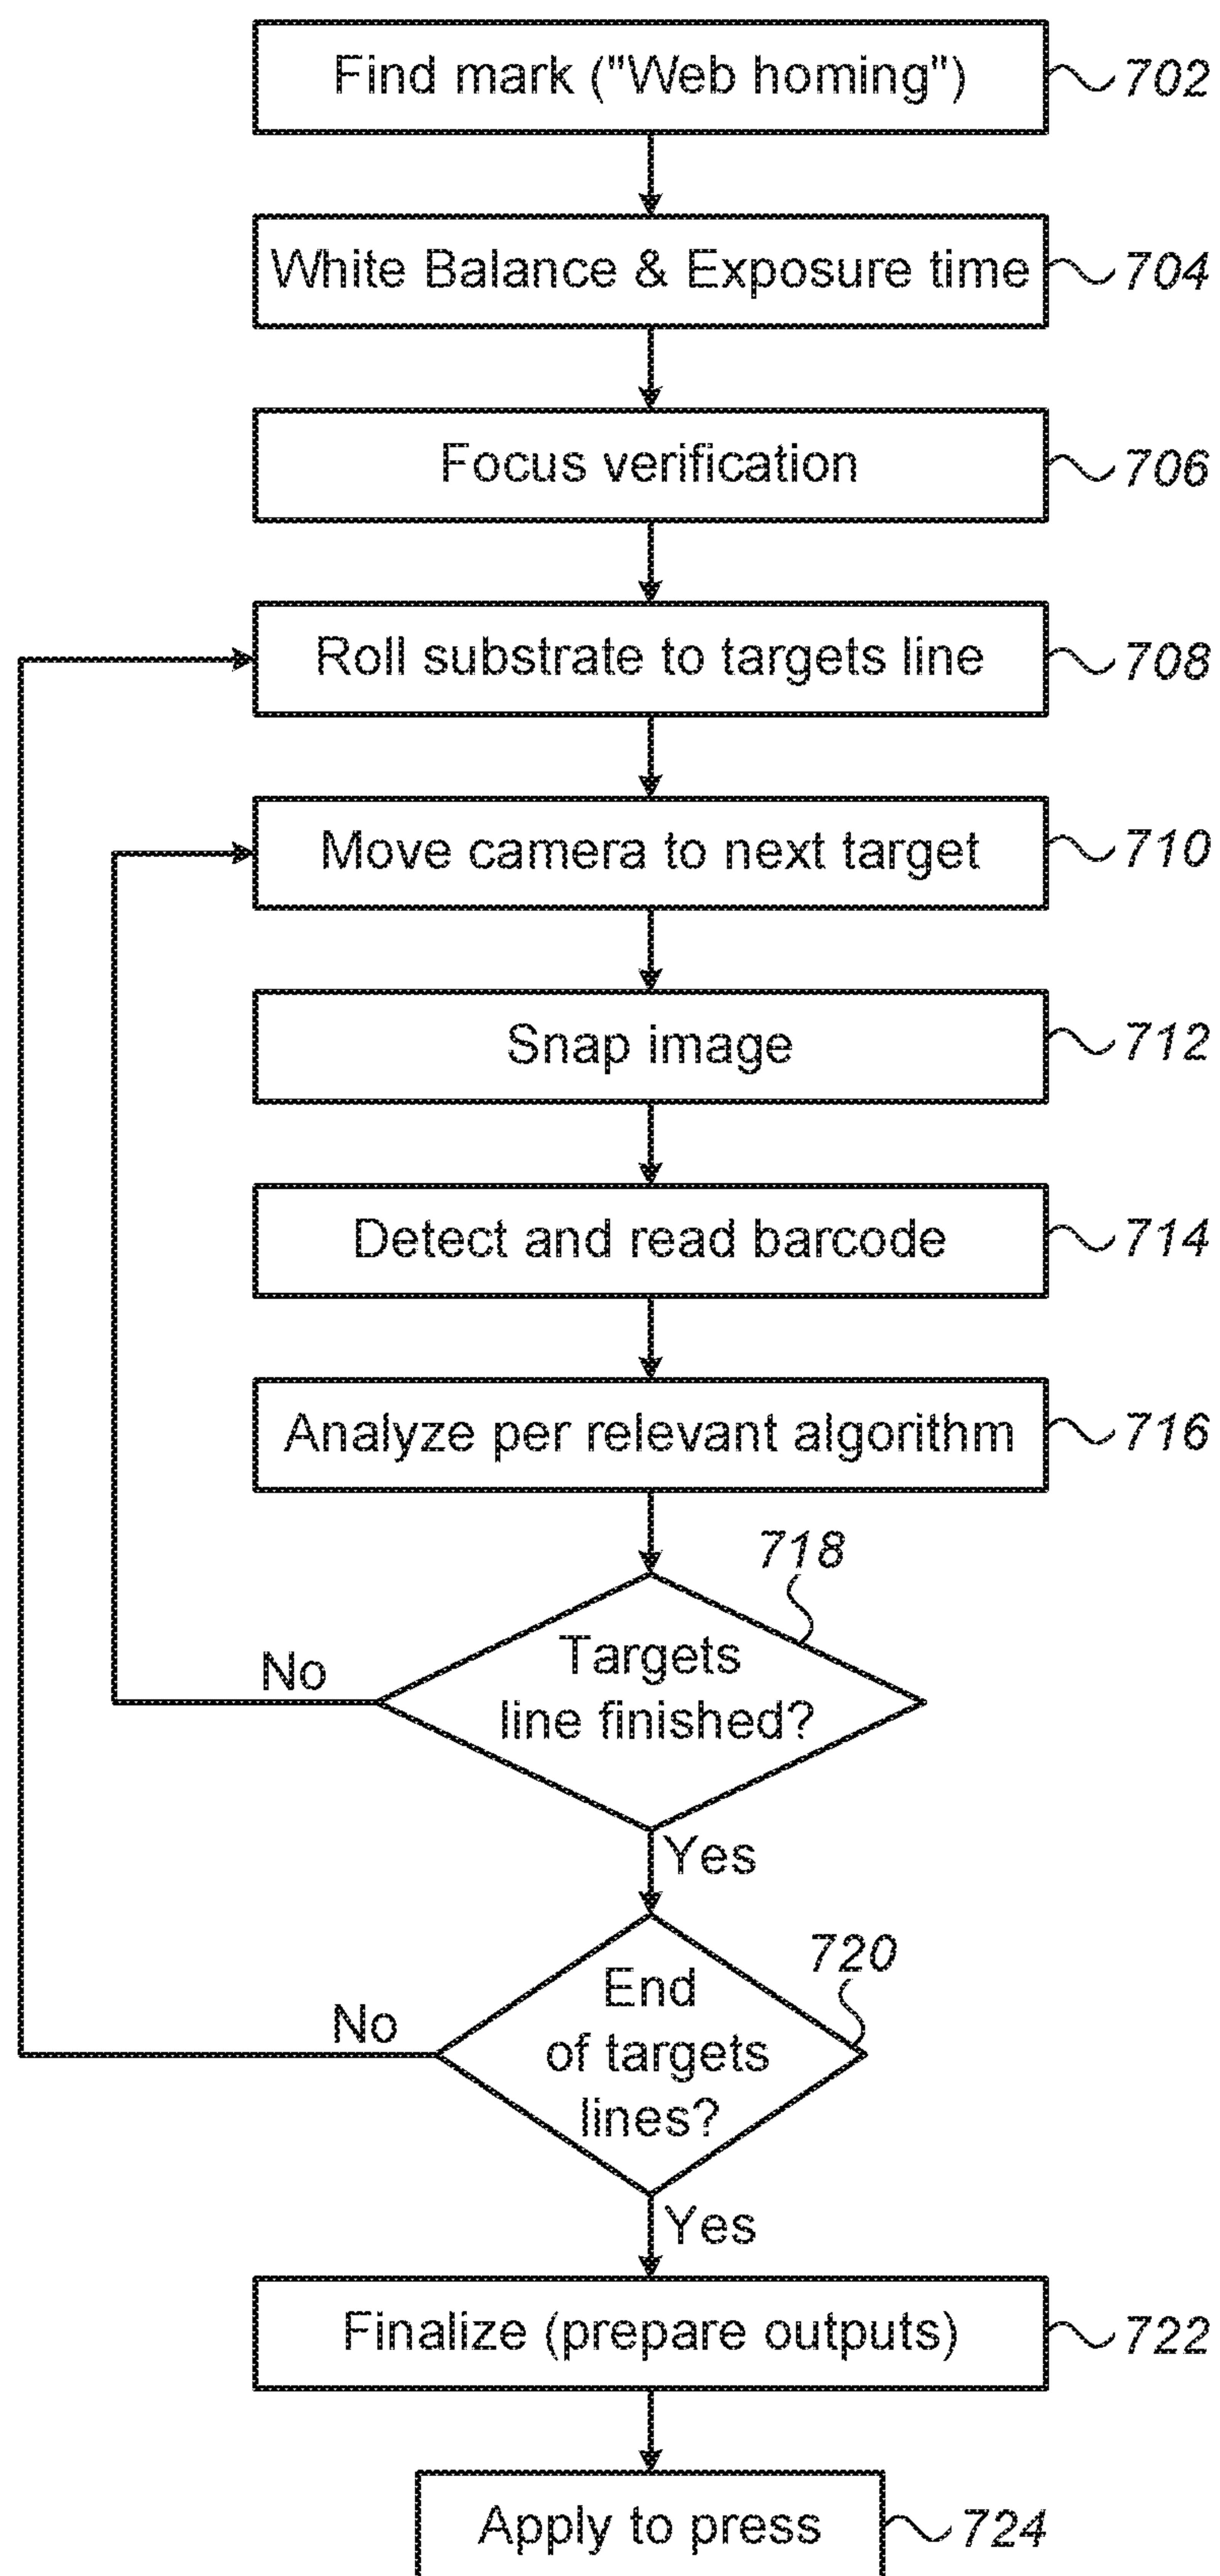 Find mark ("Web homing")
702
White Balance & Exposure time
704
Focus verification
706
Roll substrate to targets line
708
Move camera to next target
710
Snap image
712
Detect and read barcode
714
Analyze per relevant algorithm
716
718
Targets
line finished?
No
Yes
720
End
of targets
lines?
No
Yes
Finalize (prepare outputs)
722
Apply to press
724